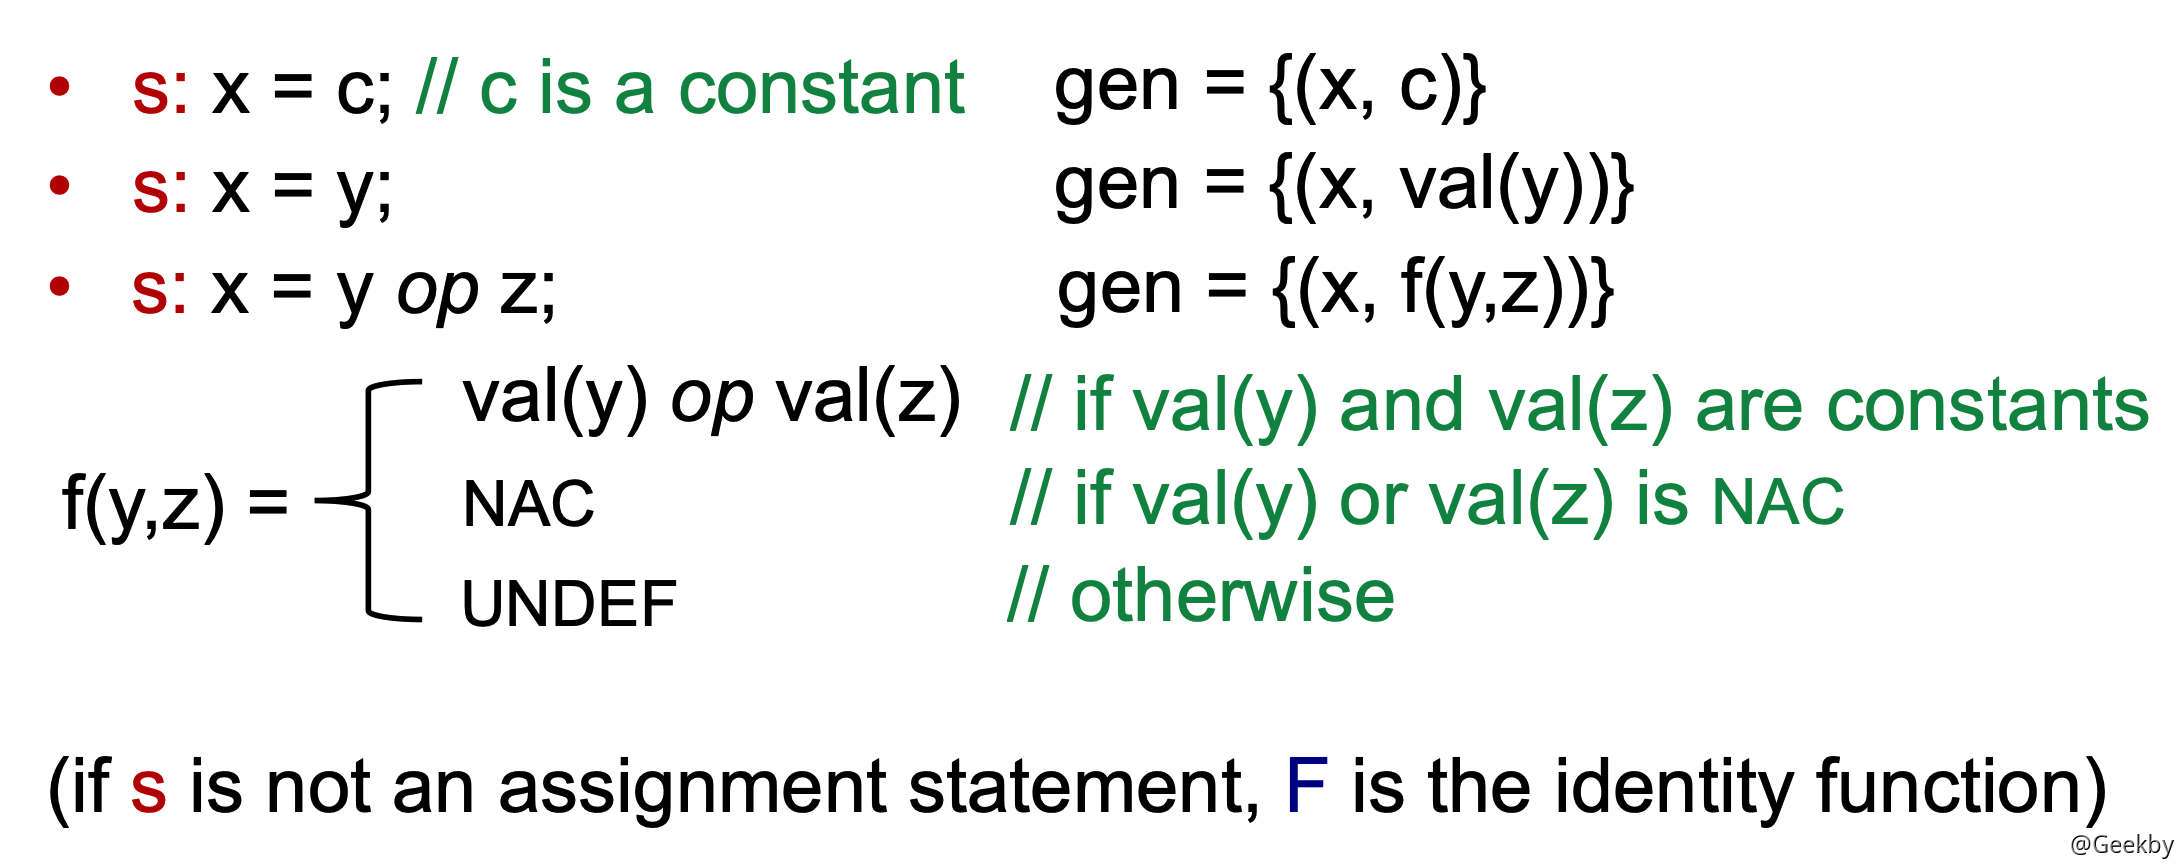 • s: x = c; // c is a constant gen = {(x, c)}
• s: x = y; gen = {(x, val(y))}
• s: x = y op z; gen = {(x, f(y,z))}
val(y) op val(z) // if val(y) and val(z) are constants
f(y,z) = NAC // if val(y) or val(z) is NAC
UNDEF // otherwise
(if s is not an assignment statement, F is the identity function)
@Geekby